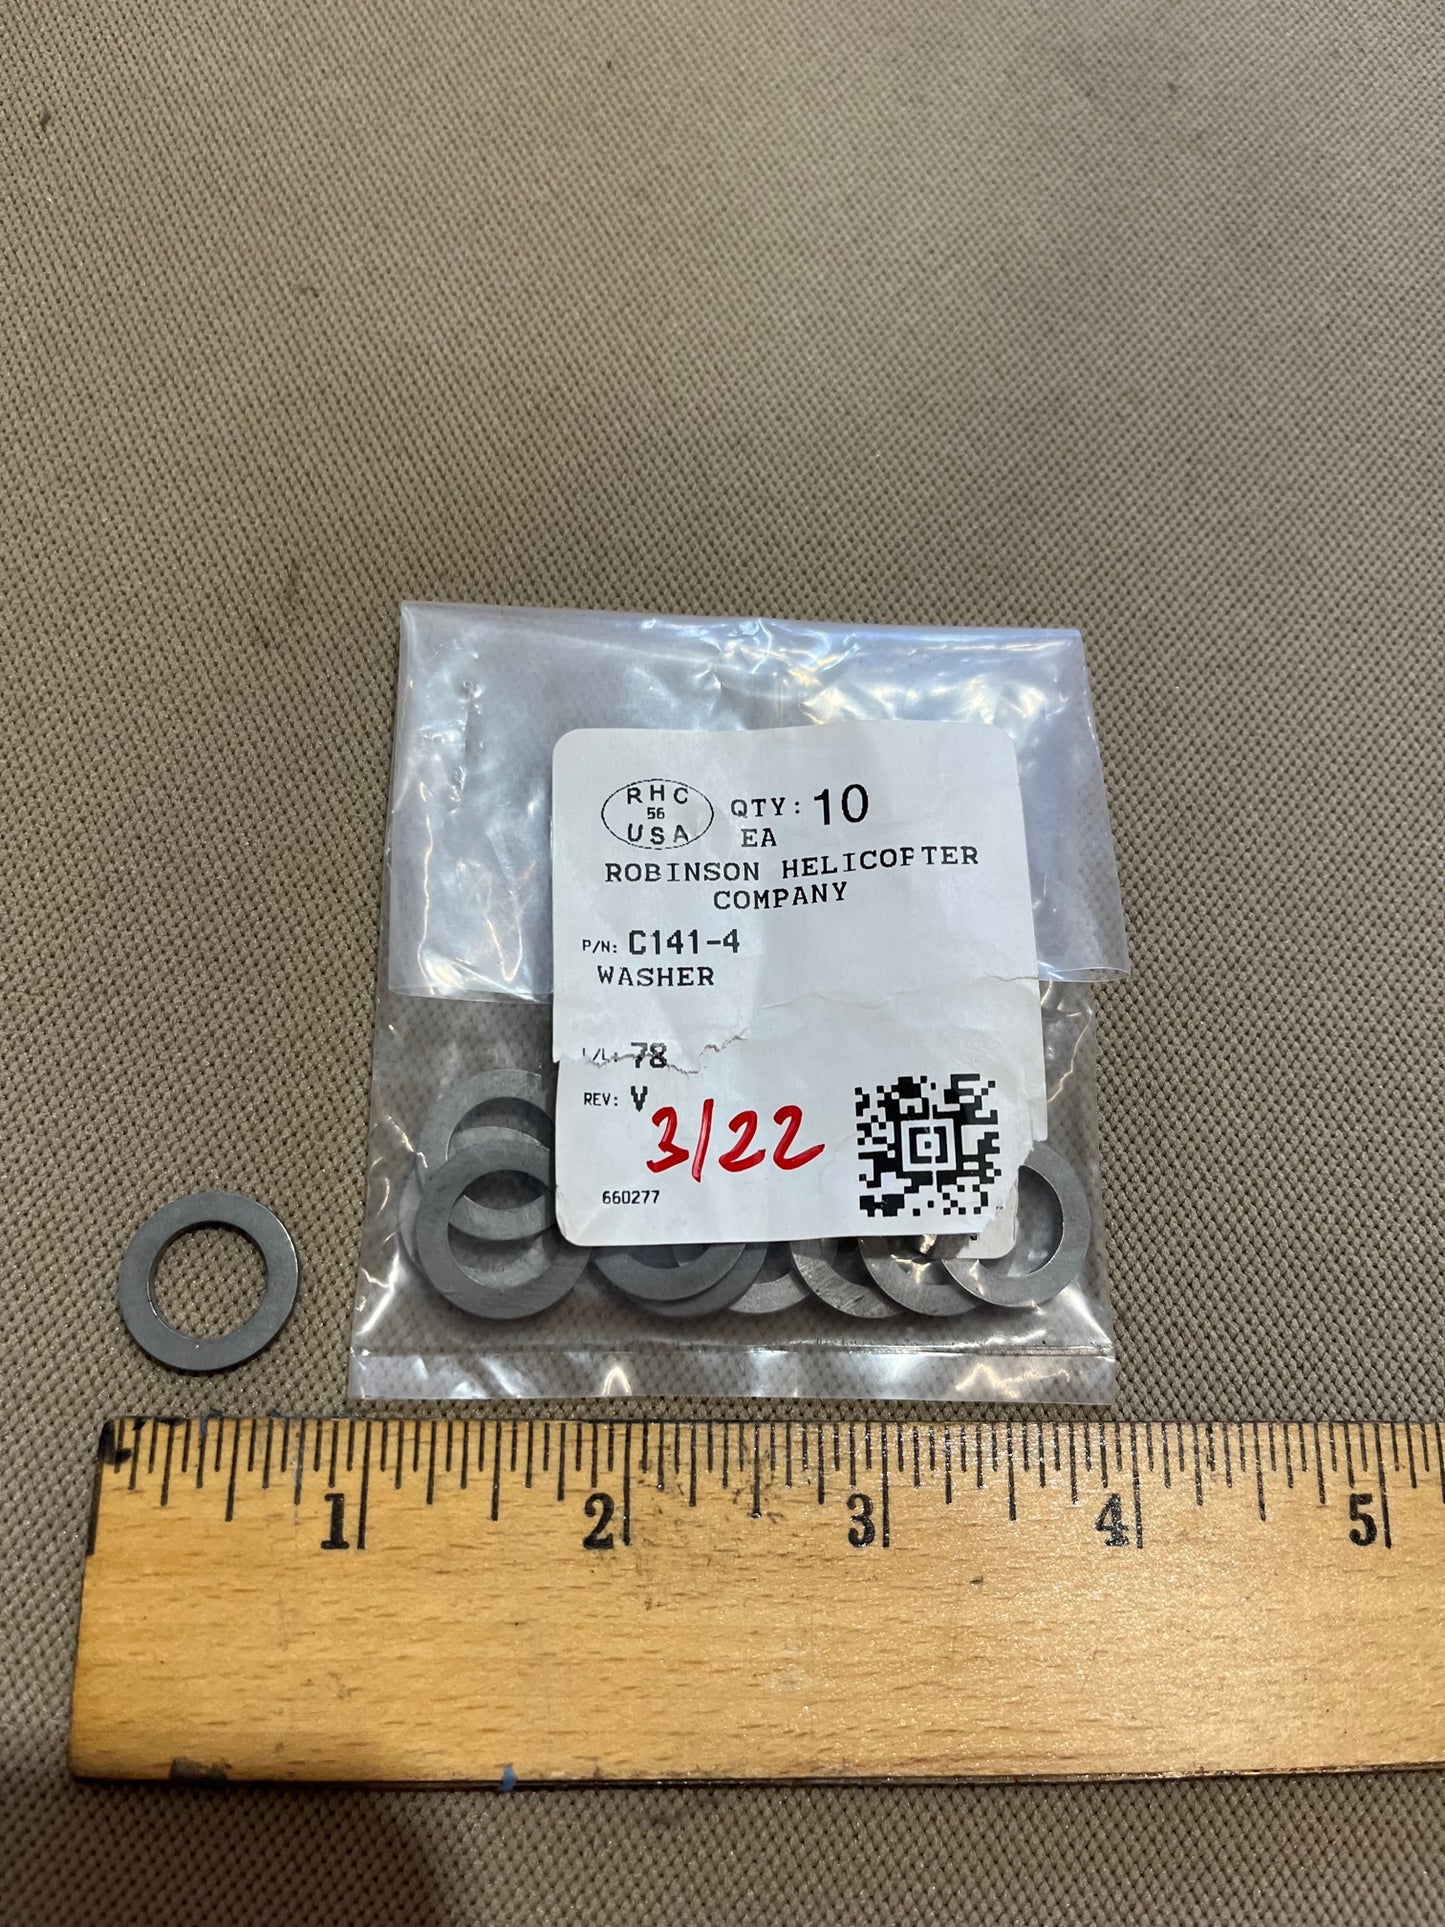 RHC
56
USA
QTY: 10
EA
ROBINSON HELICOPTER
COMPANY
P/N: C141-4
WASHER
L/L: 78
REV: V
3/22
660277
1 2 3 4 5